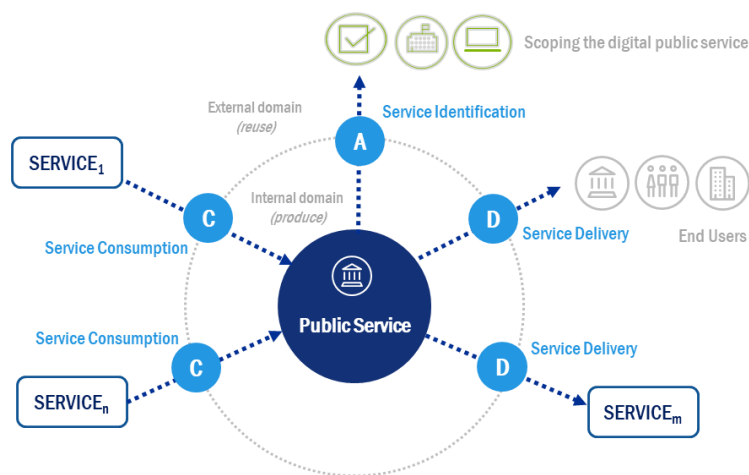 Scoping the digital public service
External domain
(reuse)
Service Identification
A
SERVICE1
Internal domain
(produce)
C
D
Service Consumption
Service Delivery
End Users
Public Service
Service Consumption
Service Delivery
C
D
SERVICEn
SERVICEm